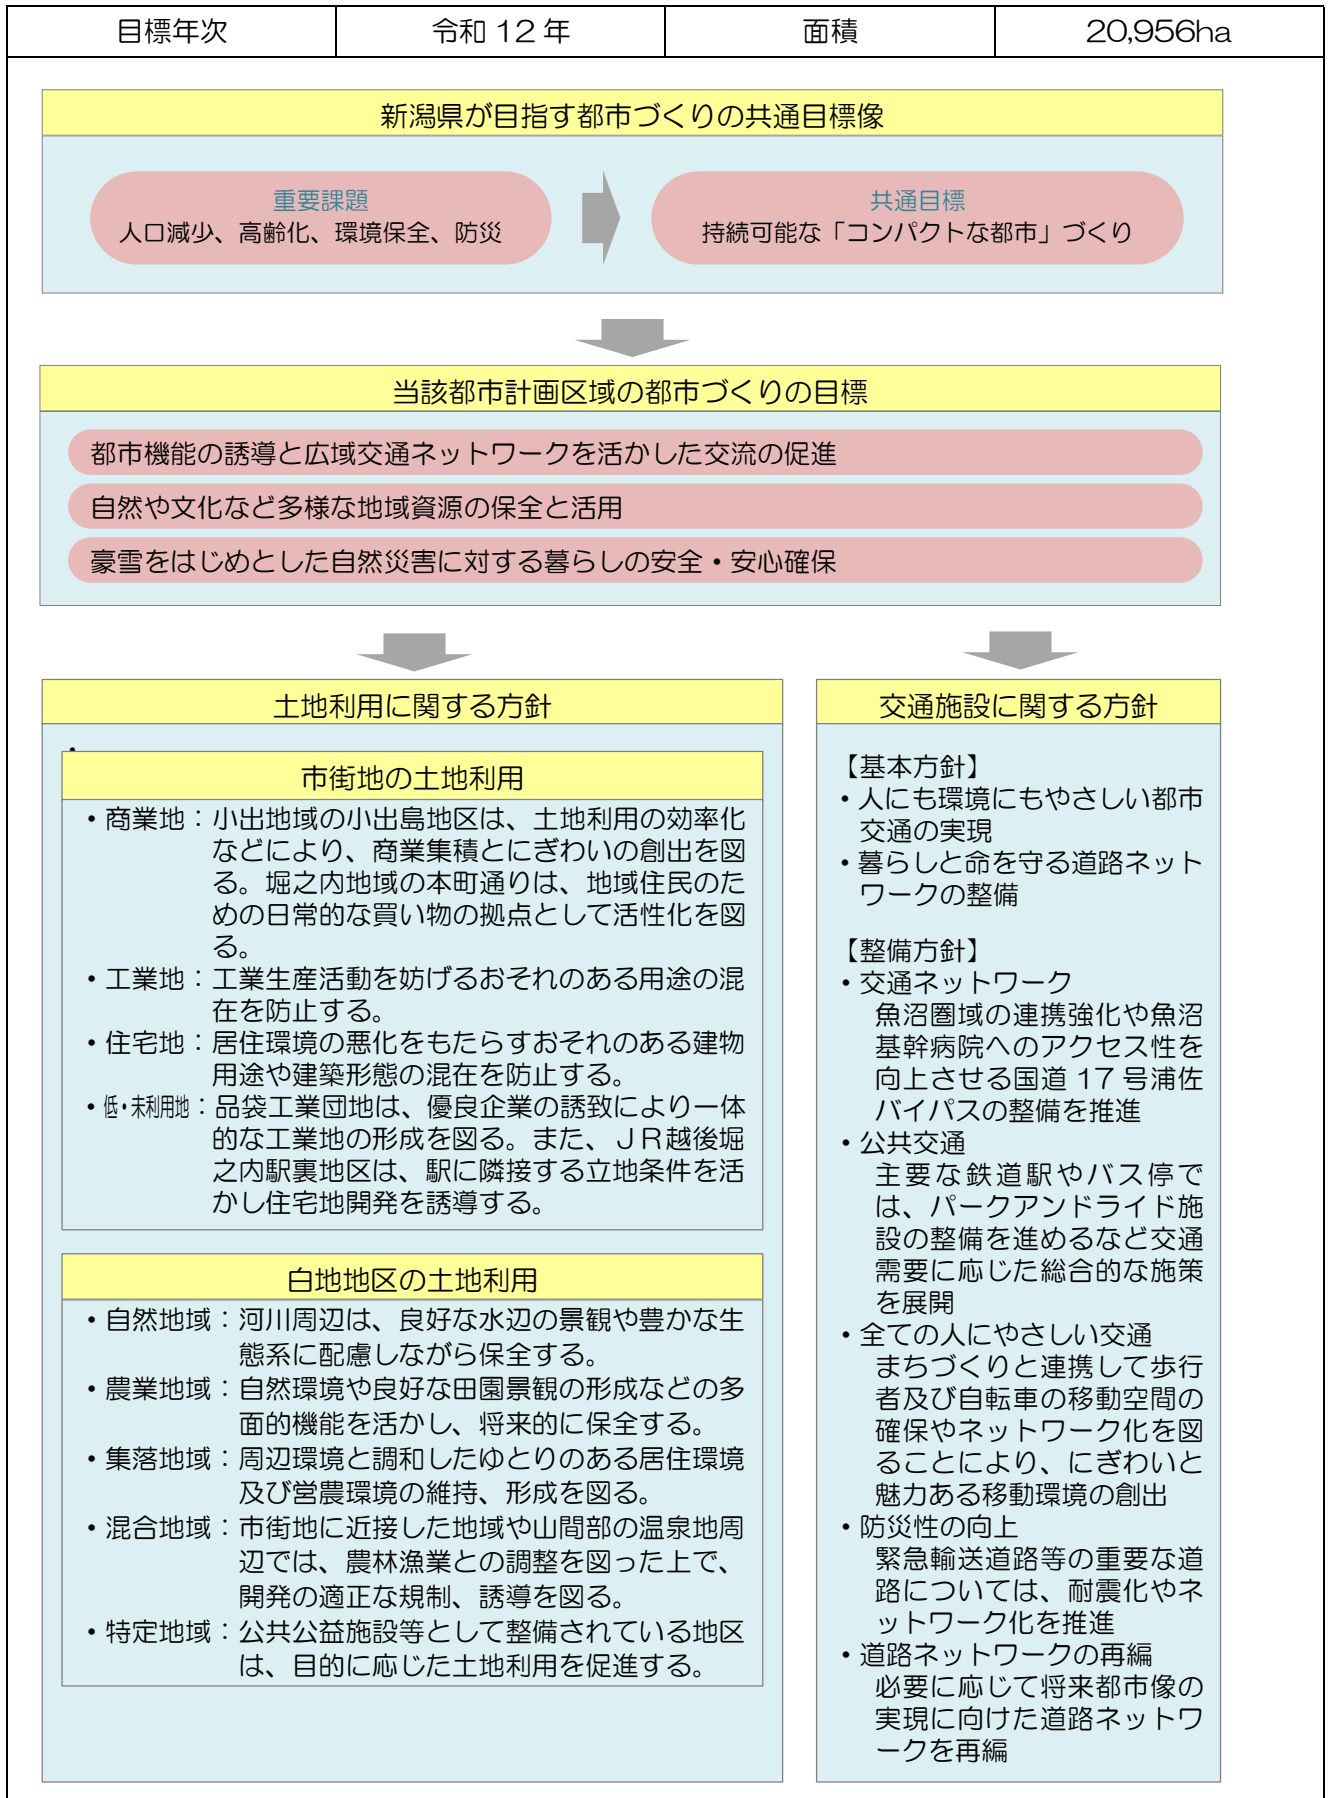 目標年次 令和 12 年 面積 20,956ha
新潟県が目指す都市づくりの共通目標像
重要課題
人口減少、高齢化、環境保全、防災
共通目標
持続可能な「コンパクトな都市」づくり
当該都市計画区域の都市づくりの目標
都市機能の誘導と広域交通ネットワークを活かした交流の促進
自然や文化など多様な地域資源の保全と活用
豪雪をはじめとした自然災害に対する暮らしの安全・安心確保
土地利用に関する方針
・
市街地の土地利用
・商業地：小出地域の小出島地区は、土地利用の効率化
などにより、商業集積とにぎわいの創出を図
る。堀之内地域の本町通りは、地域住民のた
めの日常的な買い物の拠点として活性化を図
る。
・工業地：工業生産活動を妨げるおそれのある用途の混
在を防止する。
・住宅地：居住環境の悪化をもたらすおそれのある建物
用途や建築形態の混在を防止する。
・低・未利用地：品袋工業団地は、優良企業の誘致により一体
的な工業地の形成を図る。また、ＪＲ越後堀
之内駅裏地区は、駅に隣接する立地条件を活
かし住宅地開発を誘導する。
白地地区の土地利用
・自然地域：河川周辺は、良好な水辺の景観や豊かな生
態系に配慮しながら保全する。
・農業地域：自然環境や良好な田園景観の形成などの多
面的機能を活かし、将来的に保全する。
・集落地域：周辺環境と調和したゆとりのある居住環境
及び営農環境の維持、形成を図る。
・混合地域：市街地に近接した地域や山間部の温泉地周
辺では、農林漁業との調整を図った上で、
開発の適正な規制、誘導を図る。
・特定地域：公共公益施設等として整備されている地区
は、目的に応じた土地利用を促進する。
交通施設に関する方針
【基本方針】
・人にも環境にもやさしい都市
交通の実現
・暮らしと命を守る道路ネット
ワークの整備
【整備方針】
・交通ネットワーク
魚沼圏域の連携強化や魚沼
基幹病院へのアクセス性を
向上させる国道 17 号浦佐
バイパスの整備を推進
・公共交通
主要な鉄道駅やバス停で
は、パークアンドライド施
設の整備を進めるなど交通
需要に応じた総合的な施策
を展開
・全ての人にやさしい交通
まちづくりと連携して歩行
者及び自転車の移動空間の
確保やネットワーク化を図
ることにより、にぎわいと
魅力ある移動環境の創出
・防災性の向上
緊急輸送道路等の重要な道
路については、耐震化やネ
ットワーク化を推進
・道路ネットワークの再編
必要に応じて将来都市像の
実現に向けた道路ネットワ
ークを再編